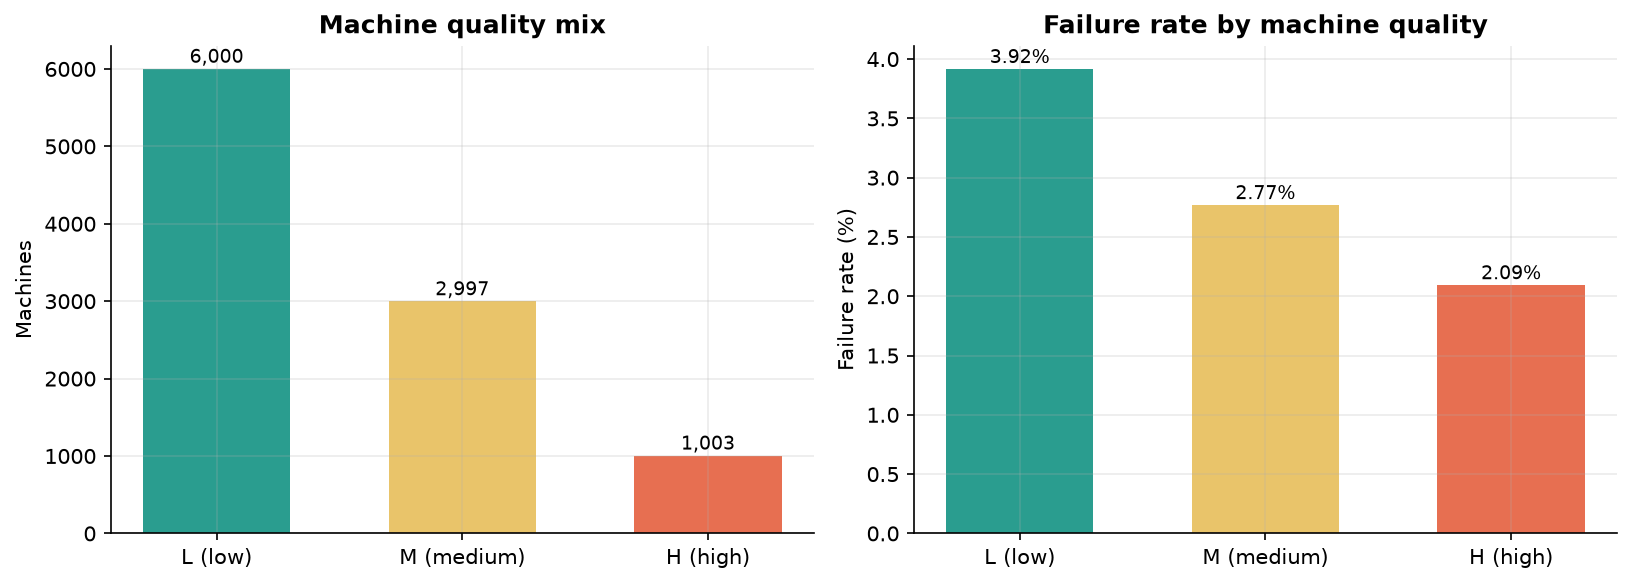 Machine quality mix
Machines
6000
5000
4000
3000
2000
1000
0
6,000
2,997
1,003
L (low)
M (medium)
H (high)
Failure rate by machine quality
Failure rate (%)
4.0
3.5
3.0
2.5
2.0
1.5
1.0
0.5
0.0
3.92%
2.77%
2.09%
L (low)
M (medium)
H (high)